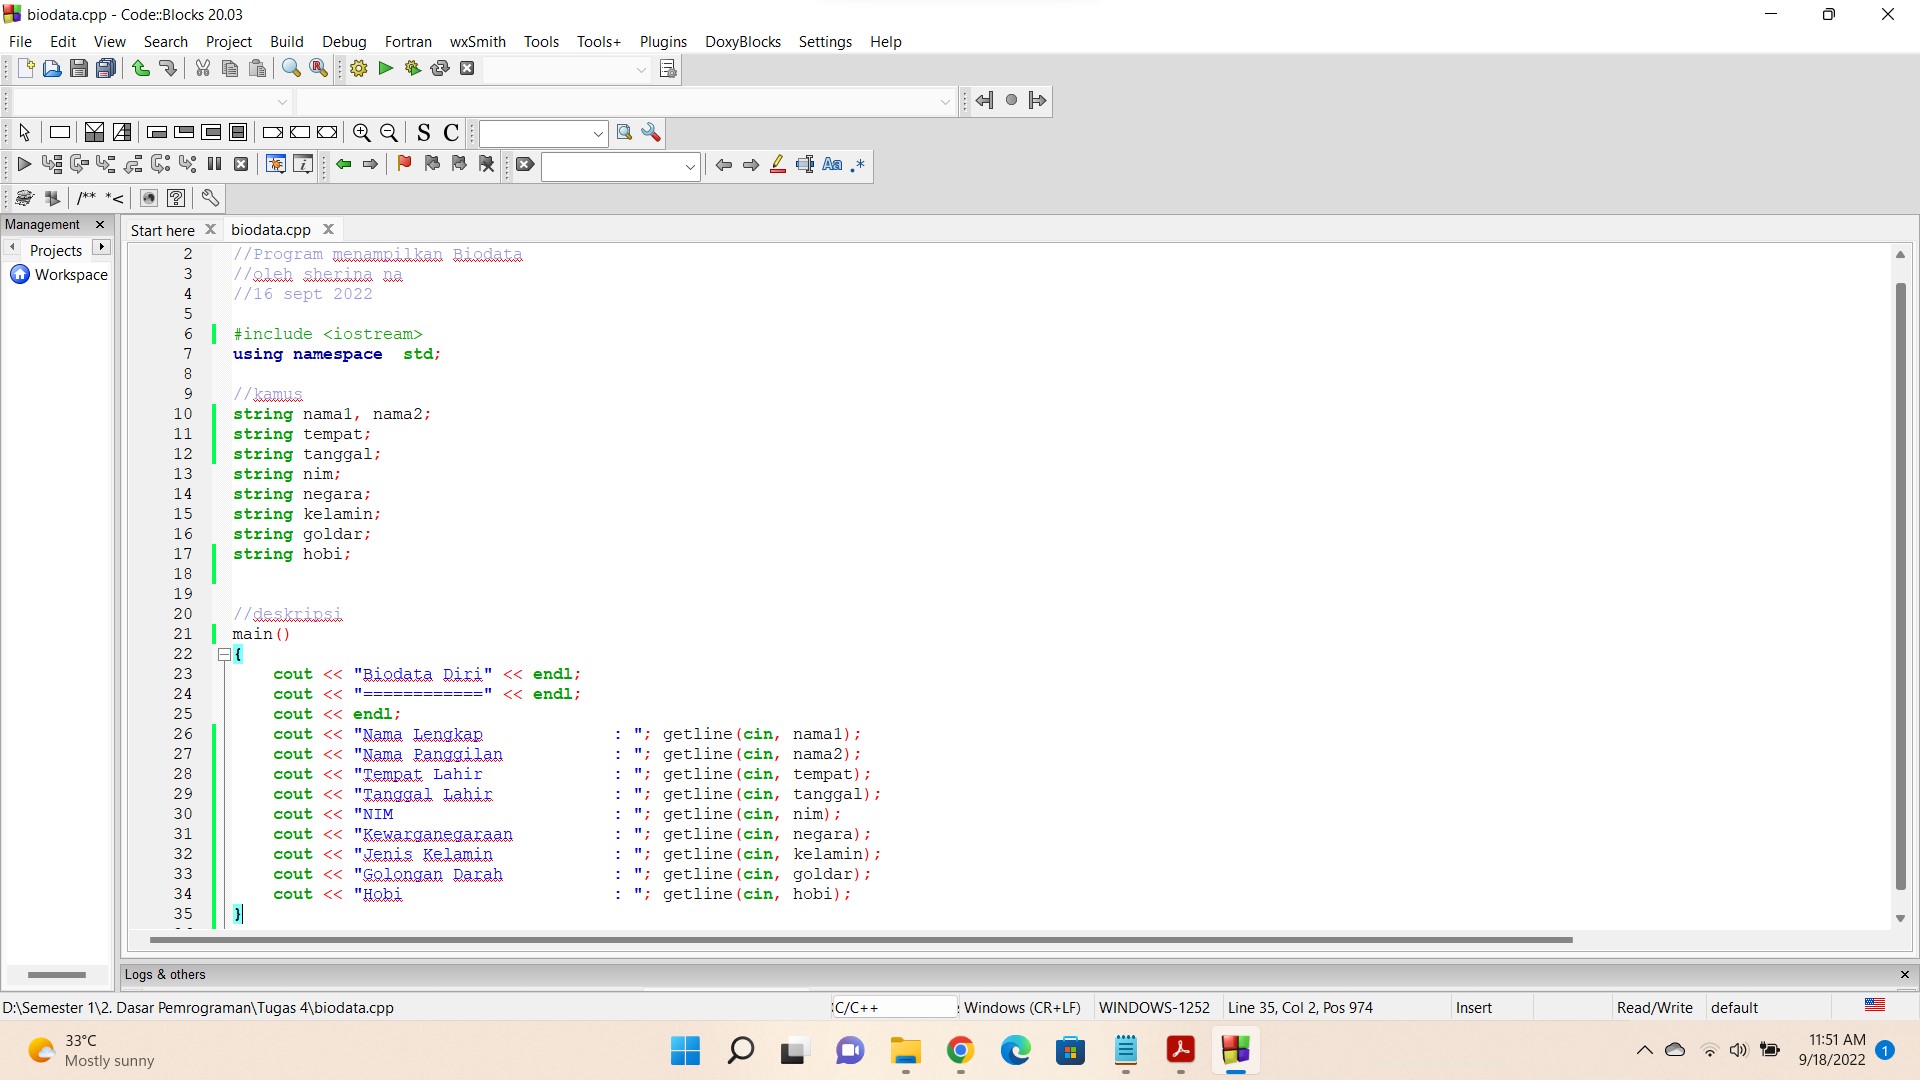 biodata.cpp - Code::Blocks 20.03
File Edit View Search Project Build Debug Fortran wxSmith Tools Tools+ Plugins DoxyBlocks Settings Help
S C
Aa .*
/** *<
Management
Start here biodata.cpp
Projects
Workspace
2 //Program menampilkan Biodata
3 //oleh sherina na
4 //16 sept 2022
5
6 #include <iostream>
7 using namespace  std;
8
9 //kamus
10 string nama1, nama2;
11 string tempat;
12 string tanggal;
13 string nim;
14 string negara;
15 string kelamin;
16 string goldar;
17 string hobi;
18
19
20 //deskripsi
21 main()
22 {
23     cout << "Biodata Diri" << endl;
24     cout << "============" << endl;
25     cout << endl;
26     cout << "Nama Lengkap             : "; getline(cin, nama1);
27     cout << "Nama Panggilan           : "; getline(cin, nama2);
28     cout << "Tempat Lahir             : "; getline(cin, tempat);
29     cout << "Tanggal Lahir            : "; getline(cin, tanggal);
30     cout << "NIM                      : "; getline(cin, nim);
31     cout << "Kewarganegaraan          : "; getline(cin, negara);
32     cout << "Jenis Kelamin            : "; getline(cin, kelamin);
33     cout << "Golongan Darah           : "; getline(cin, goldar);
34     cout << "Hobi                     : "; getline(cin, hobi);
35 }
Logs & others
D:\Semester 1\2. Dasar Pemrograman\Tugas 4\biodata.cpp C/C++ Windows (CR+LF) WINDOWS-1252 Line 35, Col 2, Pos 974 Insert Read/Write default
33°C
Mostly sunny
11:51 AM
9/18/2022
1